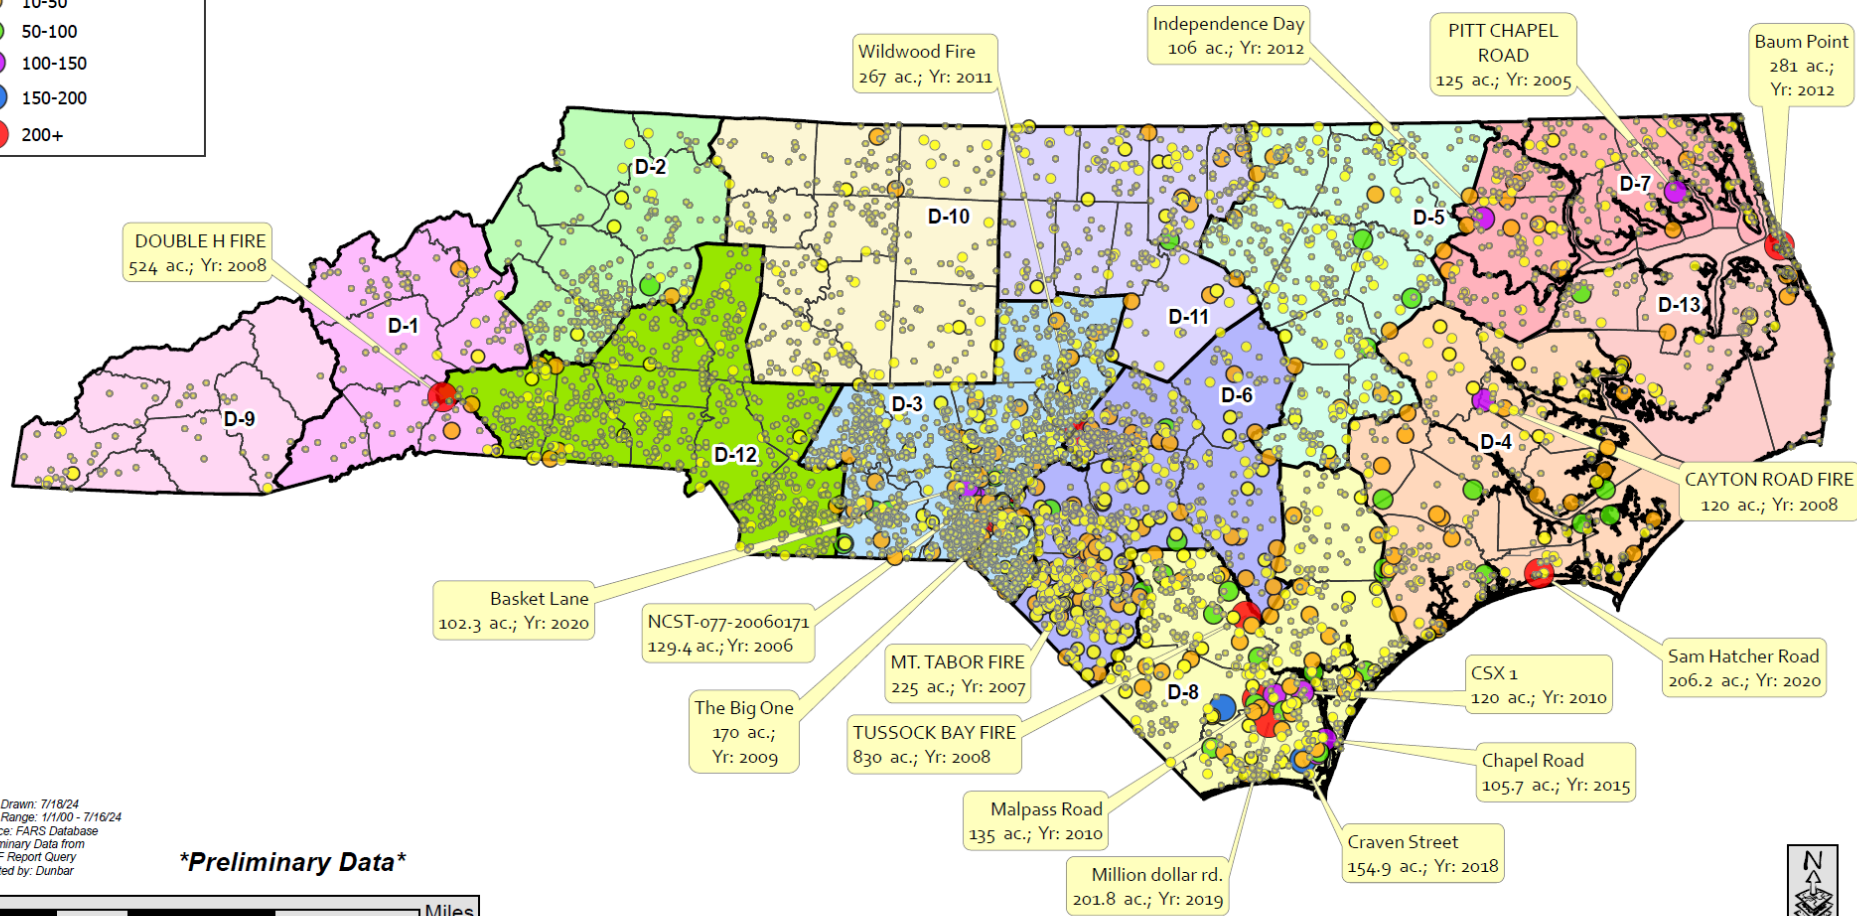 10-50
50-100
100-150
150-200
200+
Independence Day
106 ac.; Yr: 2012
PITT CHAPEL
ROAD
125 ac.; Yr: 2005
Baum Point
281 ac.;
Yr: 2012
Wildwood Fire
267 ac.; Yr: 2011
DOUBLE H FIRE
524 ac.; Yr: 2008
D-2
D-10
D-5
D-7
D-13
D-1
D-11
D-9
D-3
D-6
D-12
D-4
D-8
CAYTON ROAD FIRE
120 ac.; Yr: 2008
Basket Lane
102.3 ac.; Yr: 2020
NCST-077-20060171
129.4 ac.; Yr: 2006
MT. TABOR FIRE
225 ac.; Yr: 2007
Sam Hatcher Road
206.2 ac.; Yr: 2020
CSX 1
120 ac.; Yr: 2010
The Big One
170 ac.;
Yr: 2009
TUSSOCK BAY FIRE
830 ac.; Yr: 2008
Chapel Road
105.7 ac.; Yr: 2015
Malpass Road
135 ac.; Yr: 2010
Craven Street
154.9 ac.; Yr: 2018
Million dollar rd.
201.8 ac.; Yr: 2019
Drawn: 7/18/24
Range: 1/1/00 - 7/16/24
FARS Database
Data from
Report Query
by: Dunbar
*Preliminary Data*
Miles
N